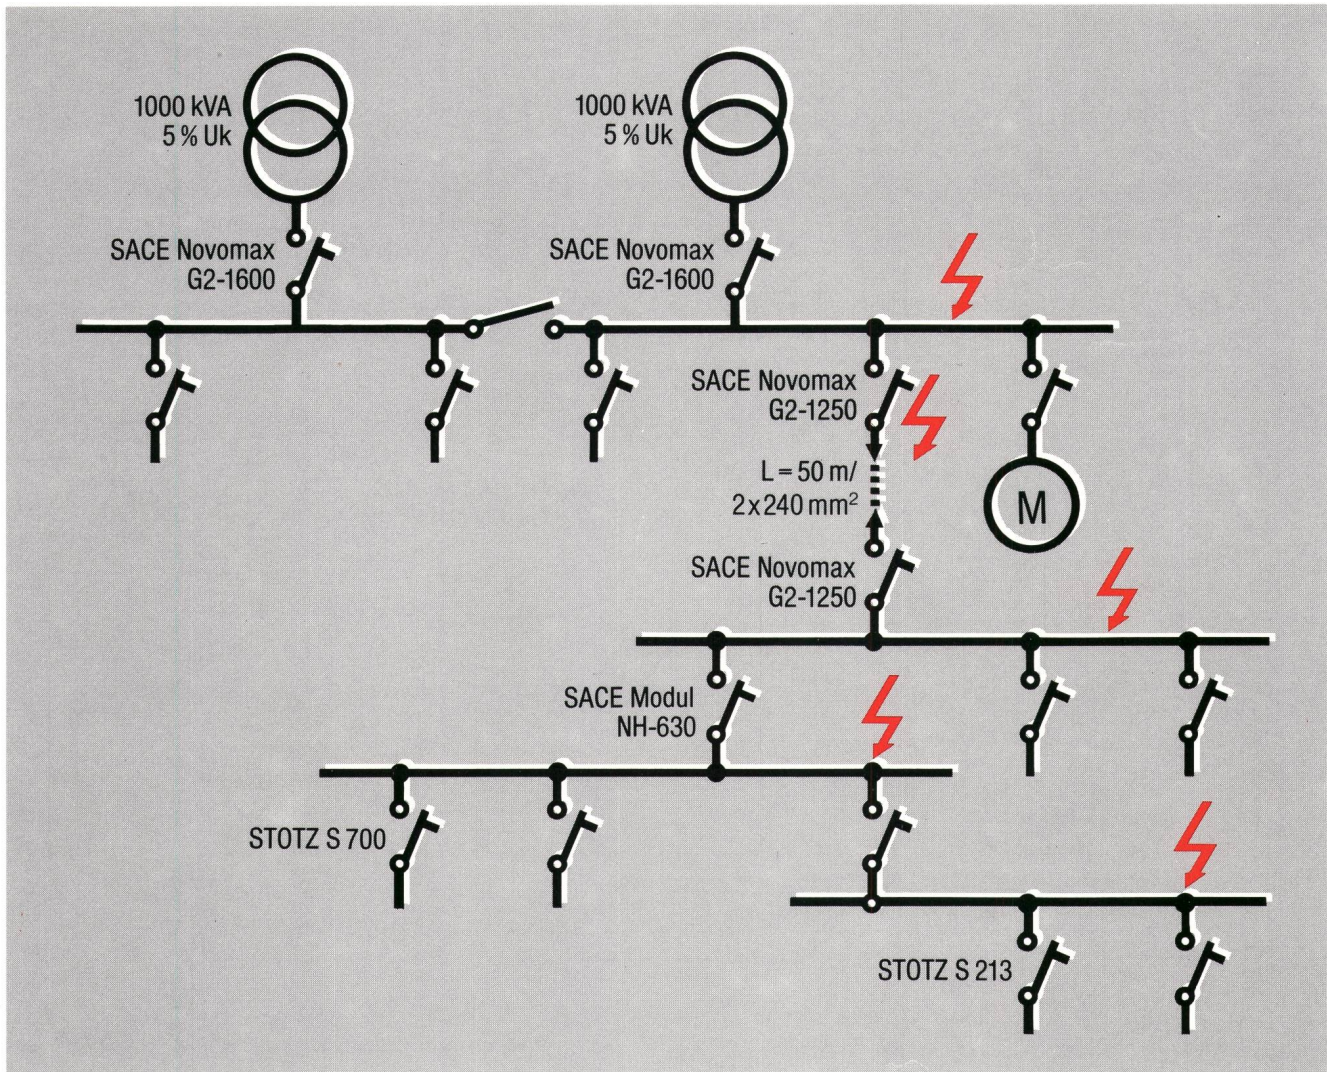 1000 kVA
5 % Uk
1000 kVA
5 % Uk
SACE Novomax
G2-1600
SACE Novomax
G2-1600
SACE Novomax
G2-1250
L = 50 m/
2 x 240 mm²
M
SACE Novomax
G2-1250
SACE Modul
NH-630
STOTZ S 700
STOTZ S 213